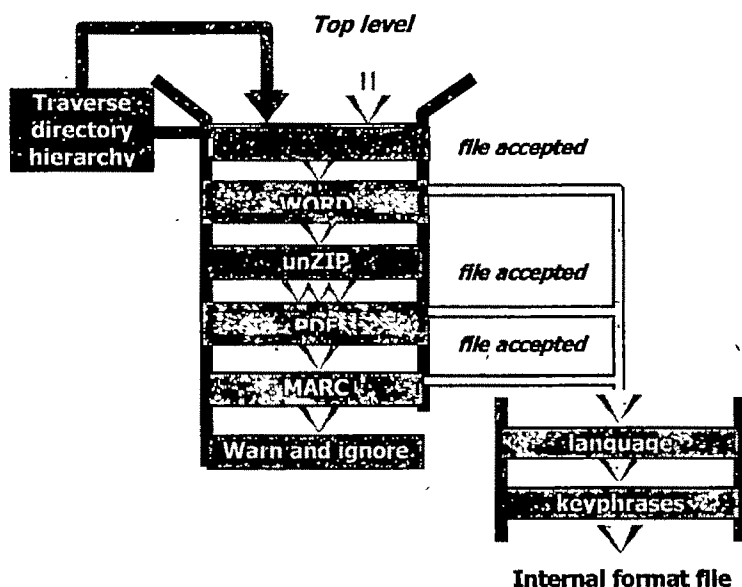 Top level
Traverse
directory
hierarchy
file accepted
WORD
unZIP
file accepted
PDF
file accepted
MARC
Warn and ignore
language
keyphrases
Internal format file